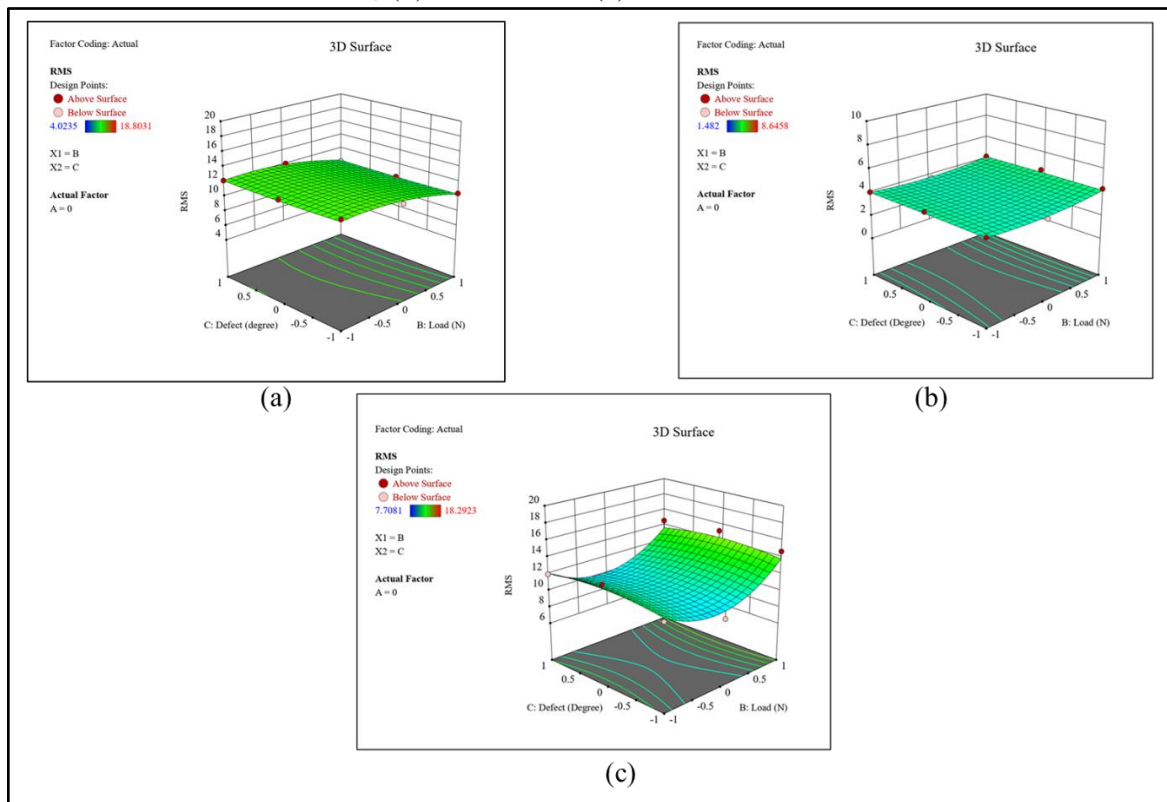 Factor Coding: Actual
3D Surface
RMS
Design Points:
Above Surface
Below Surface
4.0235 18.8031
X1 = B
X2 = C
Actual Factor
A = 0
RMS
20
18
16
14
12
10
8
6
4
1
0.5
0
-0.5
-1
C: Defect (degree)
-1
-0.5
0
0.5
1
B: Load (N)
(a)
Factor Coding: Actual
3D Surface
RMS
Design Points:
Above Surface
Below Surface
1.482 8.6458
X1 = B
X2 = C
Actual Factor
A = 0
RMS
10
8
6
4
2
0
1
0.5
0
-0.5
-1
C: Defect (Degree)
-1
-0.5
0
0.5
1
B: Load (N)
(b)
Factor Coding: Actual
3D Surface
RMS
Design Points:
Above Surface
Below Surface
7.7081 18.2923
X1 = B
X2 = C
Actual Factor
A = 0
RMS
20
18
16
14
12
10
8
6
1
0.5
0
-0.5
-1
C: Defect (Degree)
-1
-0.5
0
0.5
1
B: Load (N)
(c)